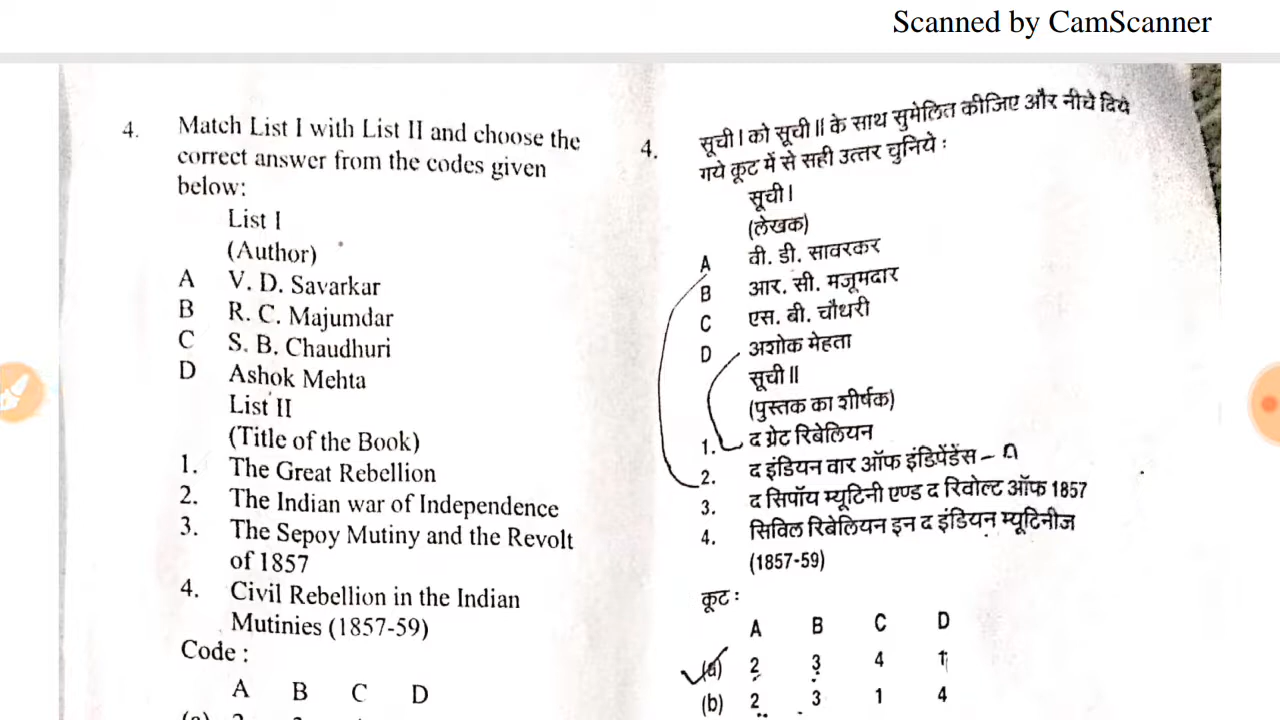 Scanned by CamScanner
4. Match List I with List II and choose the
correct answer from the codes given
below:
List I
(Author)
A V. D. Savarkar
B R. C. Majumdar
C S. B. Chaudhuri
D Ashok Mehta
List II
(Title of the Book)
1. The Great Rebellion
2. The Indian war of Independence
3. The Sepoy Mutiny and the Revolt
of 1857
4. Civil Rebellion in the Indian
Mutinies (1857-59)
Code :
A B C D
4. सूची I को सूची II के साथ सुमेलित कीजिए और नीचे दिये
गये कूट में से सही उत्तर चुनिये :
सूची I
(लेखक)
A वी. डी. सावरकर
B आर. सी. मजूमदार
C एस. बी. चौधरी
D अशोक मेहता
सूची II
(पुस्तक का शीर्षक)
1. द ग्रेट रिबेलियन
2. द इंडियन वार ऑफ इंडिपेंडेंस – A
3. द सिपॉय म्यूटिनी एण्ड द रिवोल्ट ऑफ 1857
4. सिविल रिबेलियन इन द इंडियन म्यूटिनीज
(1857-59)
कूट :
A B C D
(a) 2 3 4 1
(b) 2 3 1 4